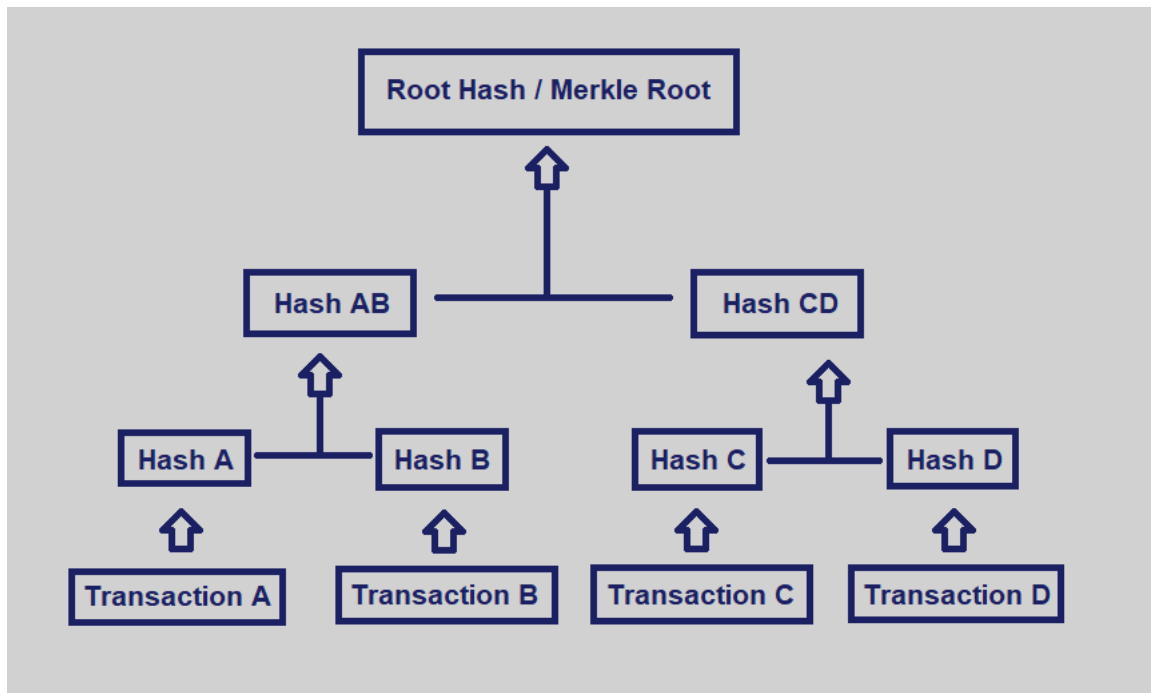 Root Hash / Merkle Root
Hash AB
Hash CD
Hash A
Hash B
Hash C
Hash D
Transaction A
Transaction B
Transaction C
Transaction D